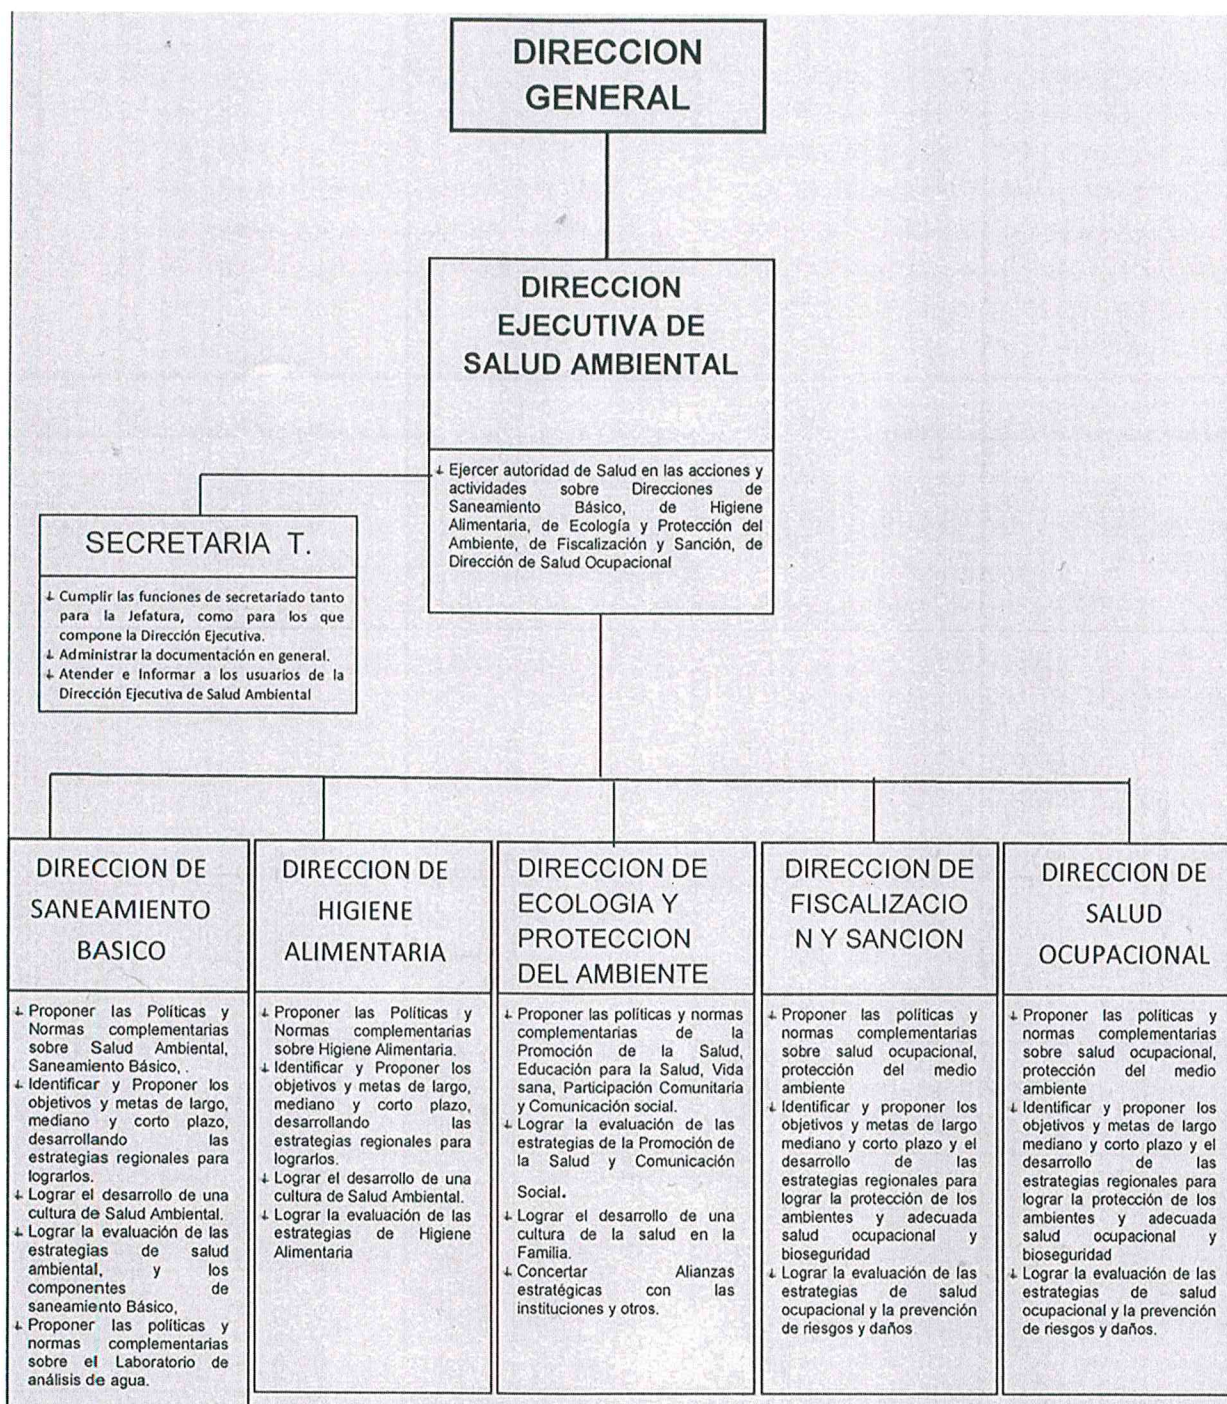 DIRECCION
GENERAL
DIRECCION
EJECUTIVA DE
SALUD AMBIENTAL
Ejercer autoridad de Salud en las acciones y
actividades sobre Direcciones de
Saneamiento Básico, de Higiene
Alimentaria, de Ecología y Protección del
Ambiente, de Fiscalización y Sanción, de
Dirección de Salud Ocupacional
SECRETARIA T.
Cumplir las funciones de secretariado tanto
para la Jefatura, como para los que
compone la Dirección Ejecutiva.
Administrar la documentación en general.
Atender e Informar a los usuarios de la
Dirección Ejecutiva de Salud Ambiental
DIRECCION DE
SANEAMIENTO
BASICO
Proponer las Políticas y
Normas complementarias
sobre Salud Ambiental,
Saneamiento Básico, .
Identificar y Proponer los
objetivos y metas de largo,
mediano y corto plazo,
desarrollando las
estrategias regionales para
lograrlos.
Lograr el desarrollo de una
cultura de Salud Ambiental.
Lograr la evaluación de las
estrategias de salud
ambiental, y los
componentes de
saneamiento Básico,
Proponer las políticas y
normas complementarias
sobre el Laboratorio de
análisis de agua.
DIRECCION DE
HIGIENE
ALIMENTARIA
Proponer las Políticas y
Normas complementarias
sobre Higiene Alimentaria.
Identificar y Proponer los
objetivos y metas de largo,
mediano y corto plazo,
desarrollando las
estrategias regionales para
lograrlos.
Lograr el desarrollo de una
cultura de Salud Ambiental.
Lograr la evaluación de las
estrategias de Higiene
Alimentaria
DIRECCION DE
ECOLOGIA Y
PROTECCION
DEL AMBIENTE
Proponer las políticas y normas
complementarias de la
Promoción de la Salud,
Educación para la Salud, Vida
sana, Participación Comunitaria
y Comunicación social.
Lograr la evaluación de las
estrategias de la Promoción de
la Salud y Comunicación
Social.
Lograr el desarrollo de una
cultura de la salud en la
Familia.
Concertar Alianzas
estratégicas con las
instituciones y otros.
DIRECCION DE
FISCALIZACIO
N Y SANCION
Proponer las políticas y
normas complementarias
sobre salud ocupacional,
protección del medio
ambiente
Identificar y proponer los
objetivos y metas de largo
mediano y corto plazo y el
desarrollo de las
estrategias regionales para
lograr la protección de los
ambientes y adecuada
salud ocupacional y
bioseguridad
Lograr la evaluación de las
estrategias de salud
ocupacional y la prevención
de riesgos y daños
DIRECCION DE
SALUD
OCUPACIONAL
Proponer las políticas y
normas complementarias
sobre salud ocupacional,
protección del medio
ambiente
Identificar y proponer los
objetivos y metas de largo
mediano y corto plazo y el
desarrollo de las
estrategias regionales para
lograr la protección de los
ambientes y adecuada
salud ocupacional y
bioseguridad
Lograr la evaluación de las
estrategias de salud
ocupacional y la prevención
de riesgos y daños.